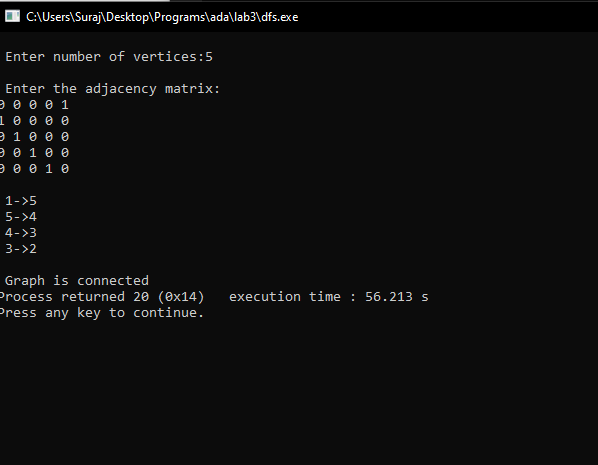 C:\Users\Suraj\Desktop\Programs\ada\lab3\dfs.exe
Enter number of vertices:5
Enter the adjacency matrix:
0 0 0 0 1
1 0 0 0 0
0 1 0 0 0
0 0 1 0 0
0 0 0 1 0
1->5
5->4
4->3
3->2
Graph is connected
Process returned 20 (0x14)   execution time : 56.213 s
Press any key to continue.